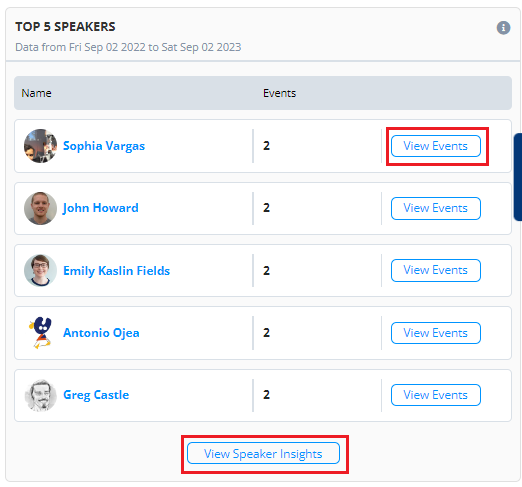 TOP 5 SPEAKERS
Data from Fri Sep 02 2022 to Sat Sep 02 2023
Name Events
Sophia Vargas 2 View Events
John Howard 2 View Events
Emily Kaslin Fields 2 View Events
Antonio Ojea 2 View Events
Greg Castle 2 View Events
View Speaker Insights